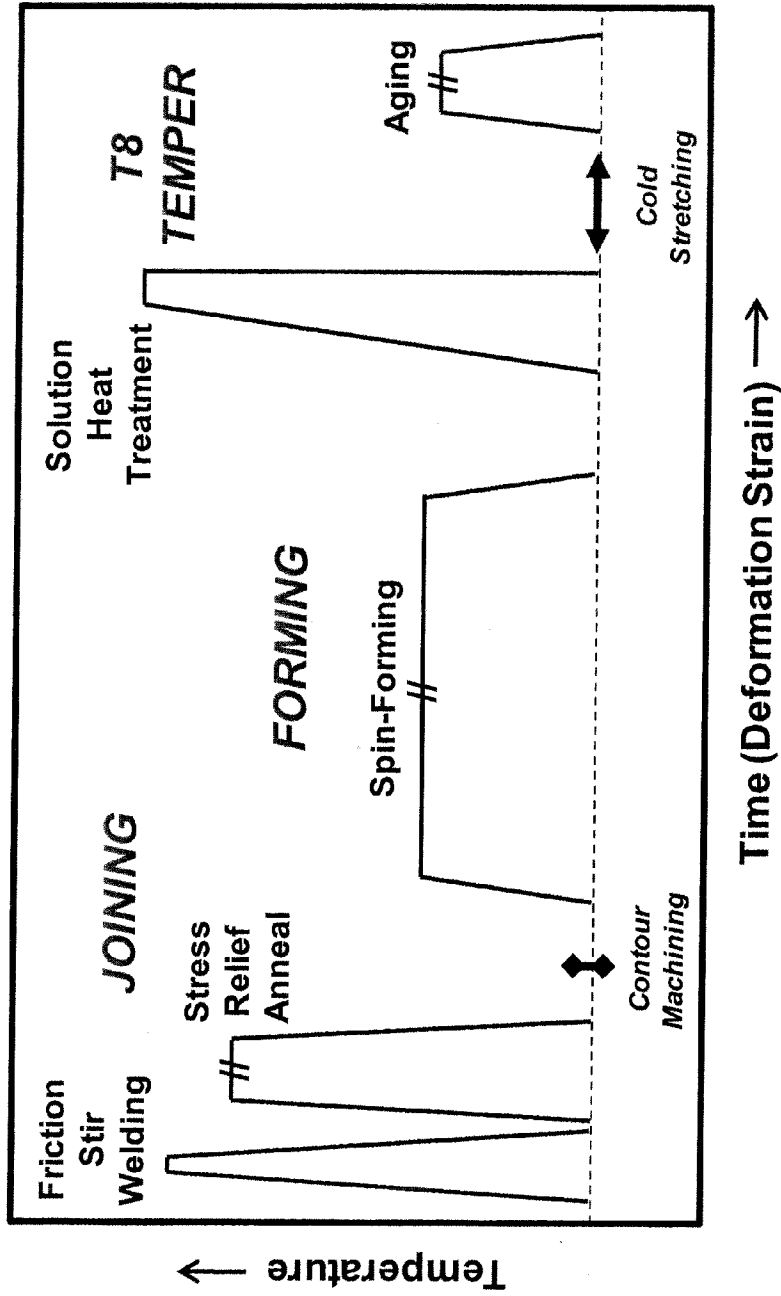 JOINING
FORMING
T8
TEMPER
Friction
Stir
Welding
Stress
Relief
Anneal
Spin-Forming
Solution
Heat
Treatment
Aging
Contour
Machining
Cold
Stretching
Temperature
Time (Deformation Strain)